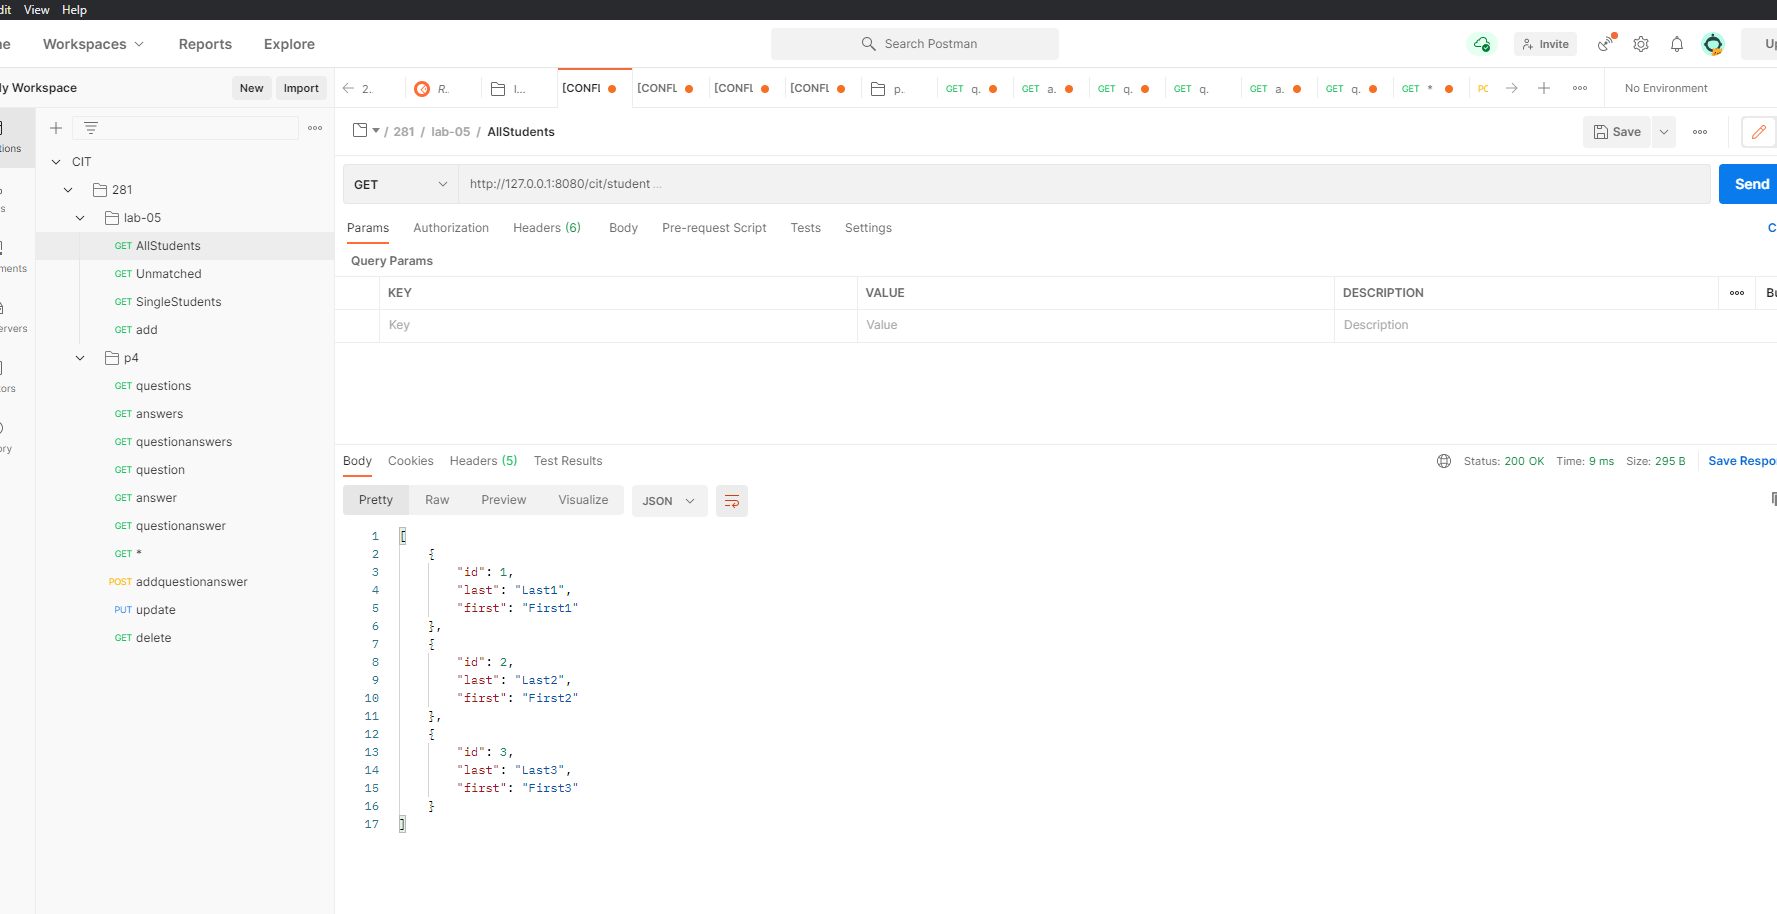 dit View Help
ne Workspaces Reports Explore Search Postman Invite Up
My Workspace New Import 2.. R.. I... [CONFL [CONFL [CONFL [CONFL p.. GET q. GET a. GET q. GET q. GET a. GET q. GET * PC No Environment
/ 281 / lab-05 / AllStudents Save
tions
CIT
GET http://127.0.0.1:8080/cit/student ... Send
281
s
lab-05
Params Authorization Headers (6) Body Pre-request Script Tests Settings C
GET AllStudents
Query Params
ments
GET Unmatched
KEY VALUE DESCRIPTION Bu
GET SingleStudents
Key Value Description
ervers
GET add
p4
GET questions
tors
GET answers
GET questionanswers
ory
Body Cookies Headers (5) Test Results Status: 200 OK Time: 9 ms Size: 295 B Save Respo
GET question
GET answer
Pretty Raw Preview Visualize JSON
GET questionanswer
GET *
POST addquestionanswer
PUT update
GET delete
1 [
2 {
3 "id": 1,
4 "last": "Last1",
5 "first": "First1"
6 },
7 {
8 "id": 2,
9 "last": "Last2",
10 "first": "First2"
11 },
12 {
13 "id": 3,
14 "last": "Last3",
15 "first": "First3"
16 }
17 ]